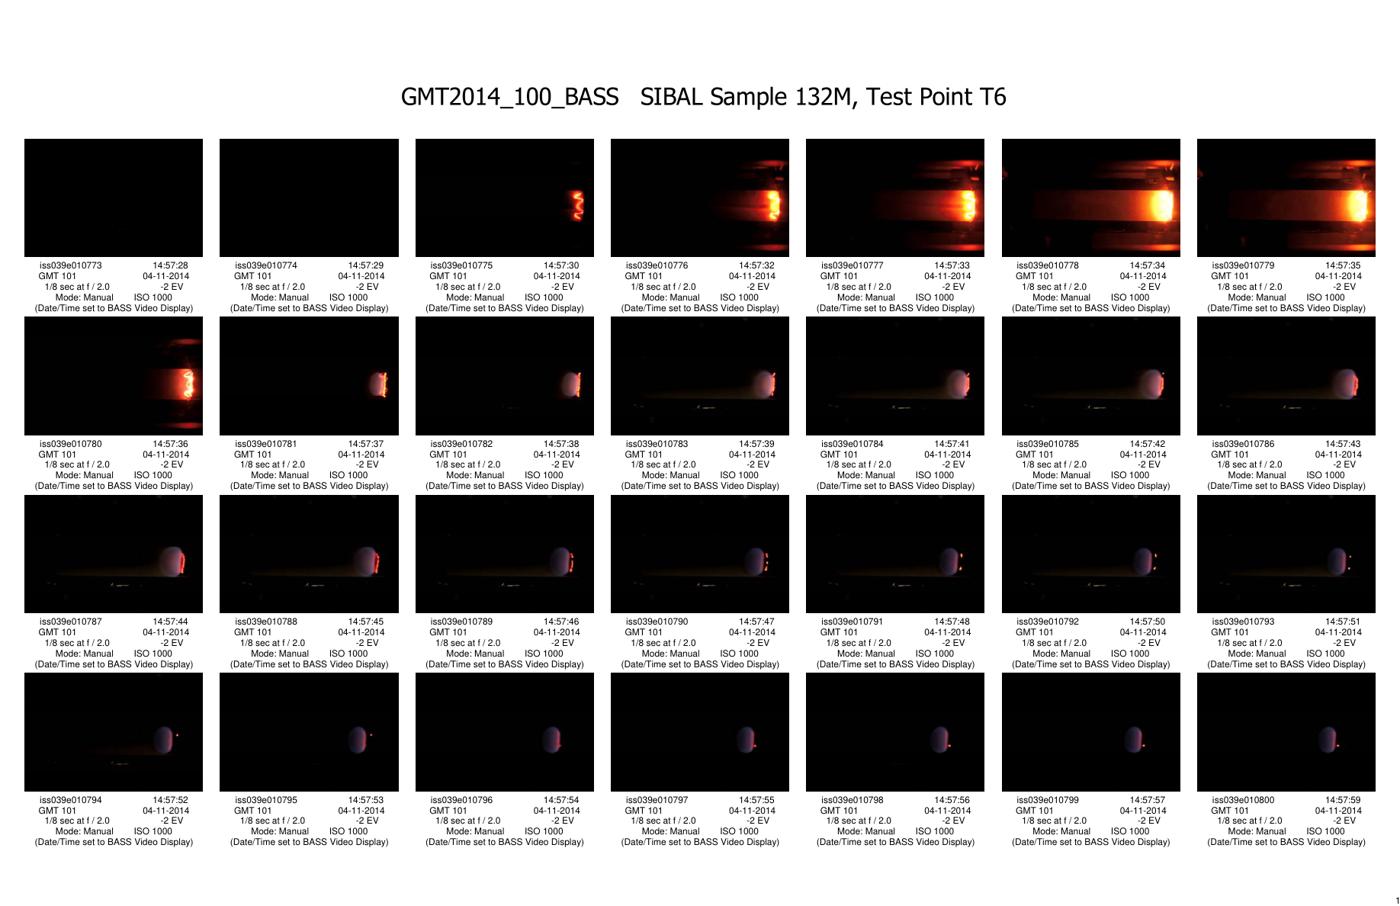 GMT2014_100_BASS   SIBAL Sample 132M, Test Point T6
iss039e010773 14:57:28
GMT 101 04-11-2014
1/8 sec at f / 2.0 -2 EV
Mode: Manual ISO 1000
(Date/Time set to BASS Video Display)
iss039e010774 14:57:29
GMT 101 04-11-2014
1/8 sec at f / 2.0 -2 EV
Mode: Manual ISO 1000
(Date/Time set to BASS Video Display)
iss039e010775 14:57:30
GMT 101 04-11-2014
1/8 sec at f / 2.0 -2 EV
Mode: Manual ISO 1000
(Date/Time set to BASS Video Display)
iss039e010776 14:57:32
GMT 101 04-11-2014
1/8 sec at f / 2.0 -2 EV
Mode: Manual ISO 1000
(Date/Time set to BASS Video Display)
iss039e010777 14:57:33
GMT 101 04-11-2014
1/8 sec at f / 2.0 -2 EV
Mode: Manual ISO 1000
(Date/Time set to BASS Video Display)
iss039e010778 14:57:34
GMT 101 04-11-2014
1/8 sec at f / 2.0 -2 EV
Mode: Manual ISO 1000
(Date/Time set to BASS Video Display)
iss039e010779 14:57:35
GMT 101 04-11-2014
1/8 sec at f / 2.0 -2 EV
Mode: Manual ISO 1000
(Date/Time set to BASS Video Display)
iss039e010780 14:57:36
GMT 101 04-11-2014
1/8 sec at f / 2.0 -2 EV
Mode: Manual ISO 1000
(Date/Time set to BASS Video Display)
iss039e010781 14:57:37
GMT 101 04-11-2014
1/8 sec at f / 2.0 -2 EV
Mode: Manual ISO 1000
(Date/Time set to BASS Video Display)
iss039e010782 14:57:38
GMT 101 04-11-2014
1/8 sec at f / 2.0 -2 EV
Mode: Manual ISO 1000
(Date/Time set to BASS Video Display)
iss039e010783 14:57:39
GMT 101 04-11-2014
1/8 sec at f / 2.0 -2 EV
Mode: Manual ISO 1000
(Date/Time set to BASS Video Display)
iss039e010784 14:57:41
GMT 101 04-11-2014
1/8 sec at f / 2.0 -2 EV
Mode: Manual ISO 1000
(Date/Time set to BASS Video Display)
iss039e010785 14:57:42
GMT 101 04-11-2014
1/8 sec at f / 2.0 -2 EV
Mode: Manual ISO 1000
(Date/Time set to BASS Video Display)
iss039e010786 14:57:43
GMT 101 04-11-2014
1/8 sec at f / 2.0 -2 EV
Mode: Manual ISO 1000
(Date/Time set to BASS Video Display)
iss039e010787 14:57:44
GMT 101 04-11-2014
1/8 sec at f / 2.0 -2 EV
Mode: Manual ISO 1000
(Date/Time set to BASS Video Display)
iss039e010788 14:57:45
GMT 101 04-11-2014
1/8 sec at f / 2.0 -2 EV
Mode: Manual ISO 1000
(Date/Time set to BASS Video Display)
iss039e010789 14:57:46
GMT 101 04-11-2014
1/8 sec at f / 2.0 -2 EV
Mode: Manual ISO 1000
(Date/Time set to BASS Video Display)
iss039e010790 14:57:47
GMT 101 04-11-2014
1/8 sec at f / 2.0 -2 EV
Mode: Manual ISO 1000
(Date/Time set to BASS Video Display)
iss039e010791 14:57:48
GMT 101 04-11-2014
1/8 sec at f / 2.0 -2 EV
Mode: Manual ISO 1000
(Date/Time set to BASS Video Display)
iss039e010792 14:57:50
GMT 101 04-11-2014
1/8 sec at f / 2.0 -2 EV
Mode: Manual ISO 1000
(Date/Time set to BASS Video Display)
iss039e010793 14:57:51
GMT 101 04-11-2014
1/8 sec at f / 2.0 -2 EV
Mode: Manual ISO 1000
(Date/Time set to BASS Video Display)
iss039e010794 14:57:52
GMT 101 04-11-2014
1/8 sec at f / 2.0 -2 EV
Mode: Manual ISO 1000
(Date/Time set to BASS Video Display)
iss039e010795 14:57:53
GMT 101 04-11-2014
1/8 sec at f / 2.0 -2 EV
Mode: Manual ISO 1000
(Date/Time set to BASS Video Display)
iss039e010796 14:57:54
GMT 101 04-11-2014
1/8 sec at f / 2.0 -2 EV
Mode: Manual ISO 1000
(Date/Time set to BASS Video Display)
iss039e010797 14:57:55
GMT 101 04-11-2014
1/8 sec at f / 2.0 -2 EV
Mode: Manual ISO 1000
(Date/Time set to BASS Video Display)
iss039e010798 14:57:56
GMT 101 04-11-2014
1/8 sec at f / 2.0 -2 EV
Mode: Manual ISO 1000
(Date/Time set to BASS Video Display)
iss039e010799 14:57:57
GMT 101 04-11-2014
1/8 sec at f / 2.0 -2 EV
Mode: Manual ISO 1000
(Date/Time set to BASS Video Display)
iss039e010800 14:57:59
GMT 101 04-11-2014
1/8 sec at f / 2.0 -2 EV
Mode: Manual ISO 1000
(Date/Time set to BASS Video Display)